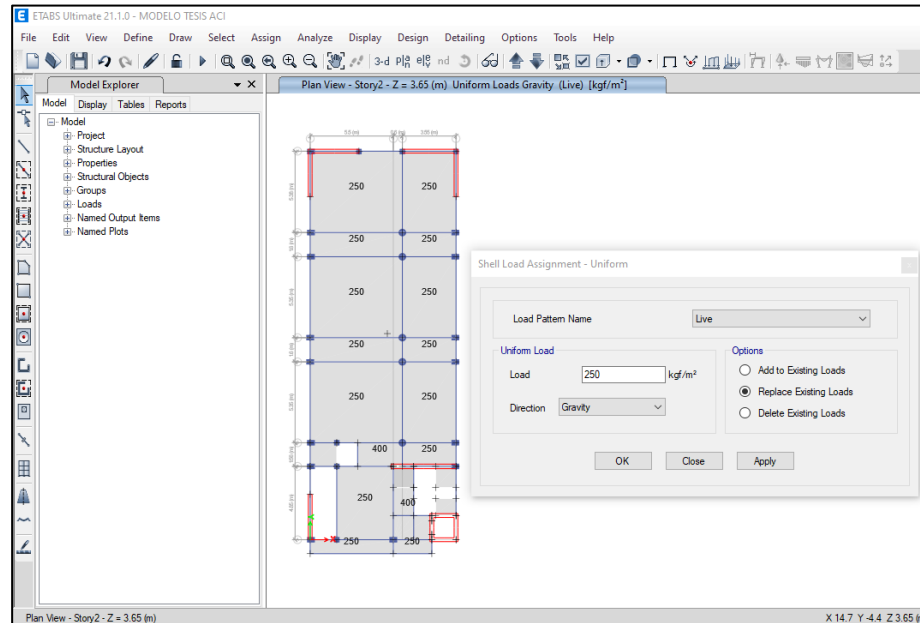 ETABS Ultimate 21.1.0 - MODELO TESIS ACI
File Edit View Define Draw Select Assign Analyze Display Design Detailing Options Tools Help
3-d nd
Model Explorer
Plan View - Story2 - Z = 3.65 (m) Uniform Loads Gravity (Live) [kgf/m²]
Model Display Tables Reports
Model
Project
Structure Layout
Properties
Structural Objects
Groups
Loads
Named Output Items
Named Plots
250 250
250 250
250 250
250 250
250 250
400 250
250 400
250 250
Shell Load Assignment - Uniform
Load Pattern Name Live
Uniform Load
Load 250 kgf/m²
Direction Gravity
Options
Add to Existing Loads
Replace Existing Loads
Delete Existing Loads
OK Close Apply
Plan View - Story2 - Z = 3.65 (m) X 14.7 Y -4.4 Z 3.65